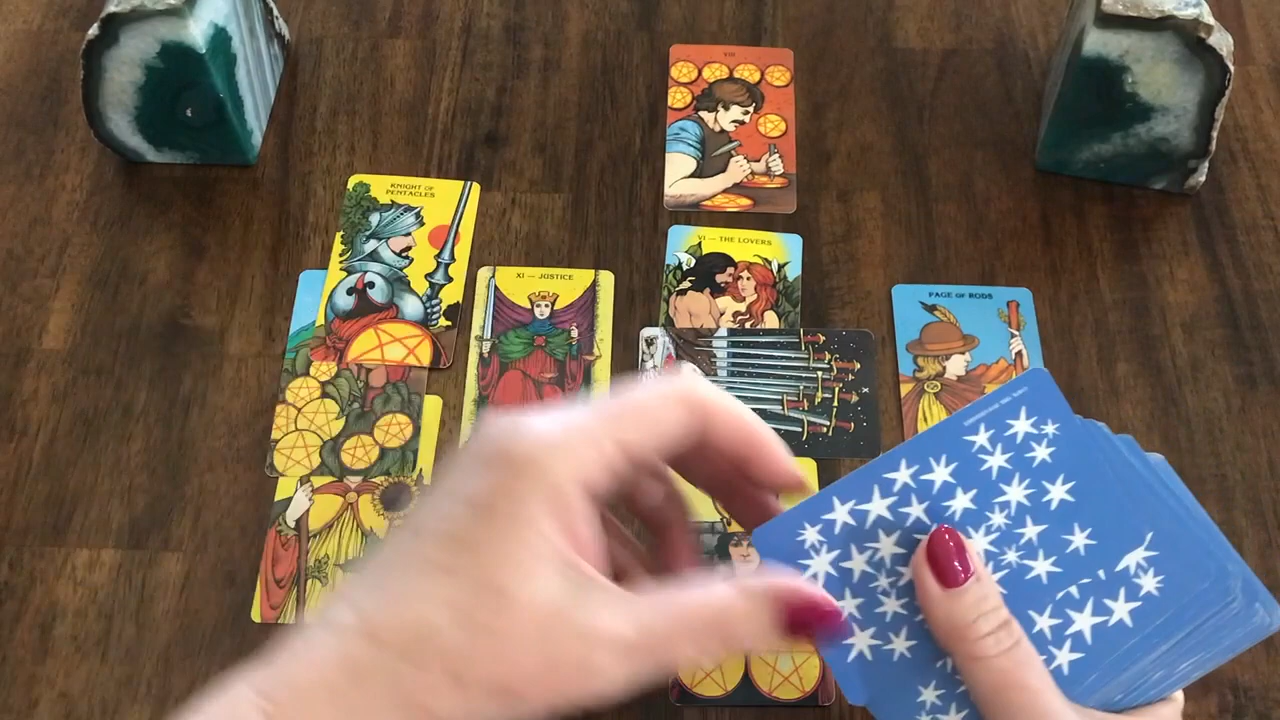 VIII
KNIGHT OF
PENTACLES
VI — THE LOVERS
XI — JUSTICE
PAGE OF RODS
X